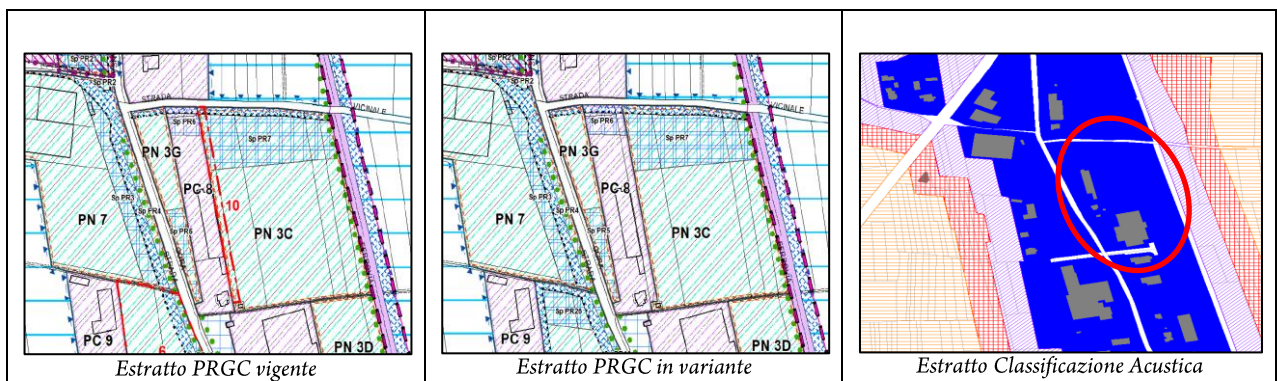 Sp PR21
Sp PR2
STRADA
VICINALE
Sp PR6
Sp PR7
PN 3G
PC-8
10
PN 7
Sp PR3
Sp PR4
PN 3C
PC 9
6
PN 3D
Estratto PRGC vigente
Sp PR21
Sp PR2
STRADA
VICINALE
Sp PR6
Sp PR7
PN 3G
PC-8
PN 7
Sp PR3
Sp PR4
Sp PR5
PN 3C
PC 9
PN 3D
Estratto PRGC in variante
Estratto Classificazione Acustica